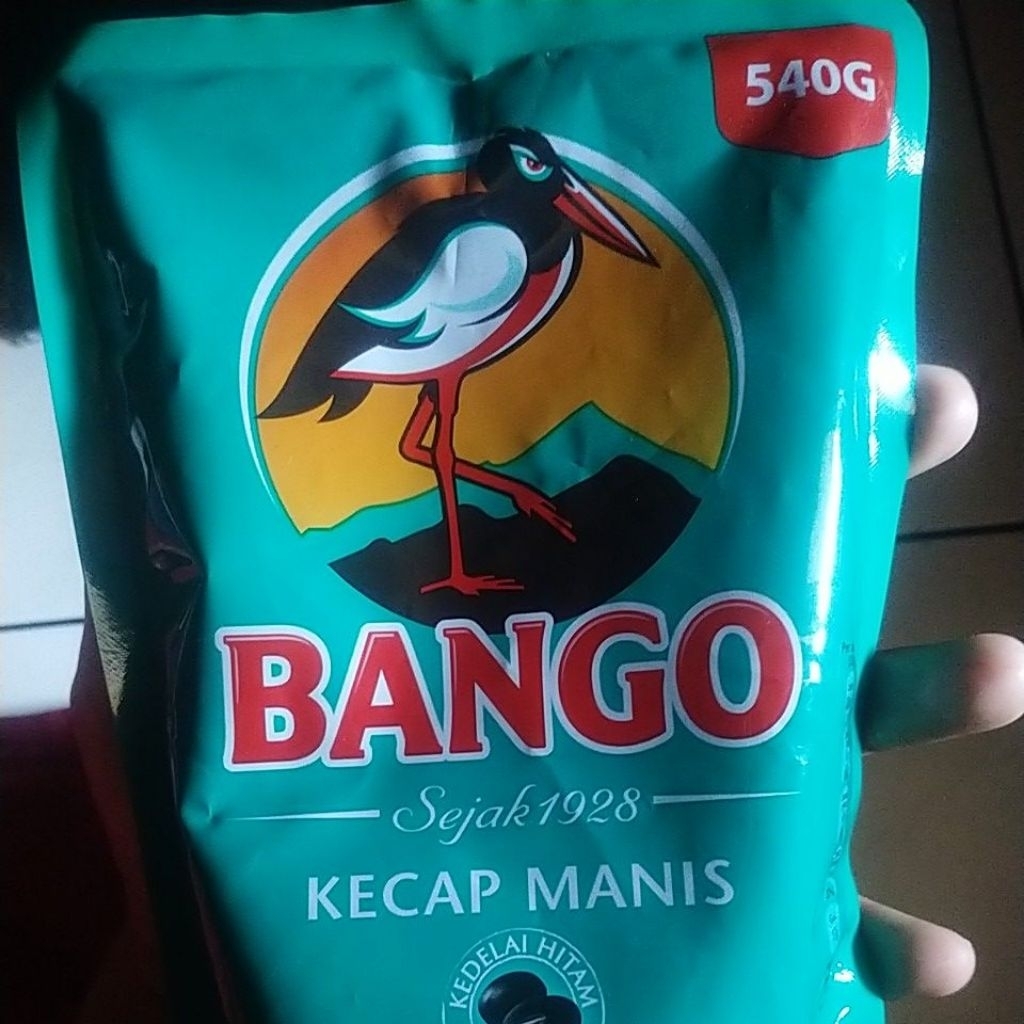 540G
BANGO
Sejak 1928
KECAP MANIS
KEDELAI HITAM